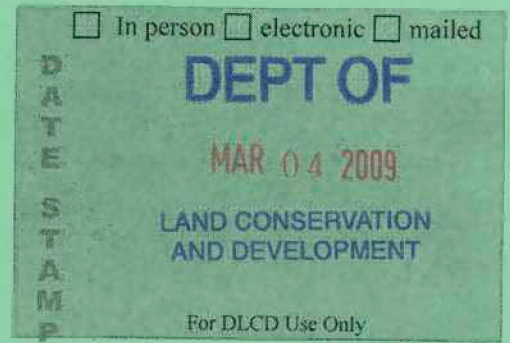 ☐ In person ☐ electronic ☐ mailed
DATE STAMP
DEPT OF
MAR 04 2009
LAND CONSERVATION
AND DEVELOPMENT
For DLCD Use Only